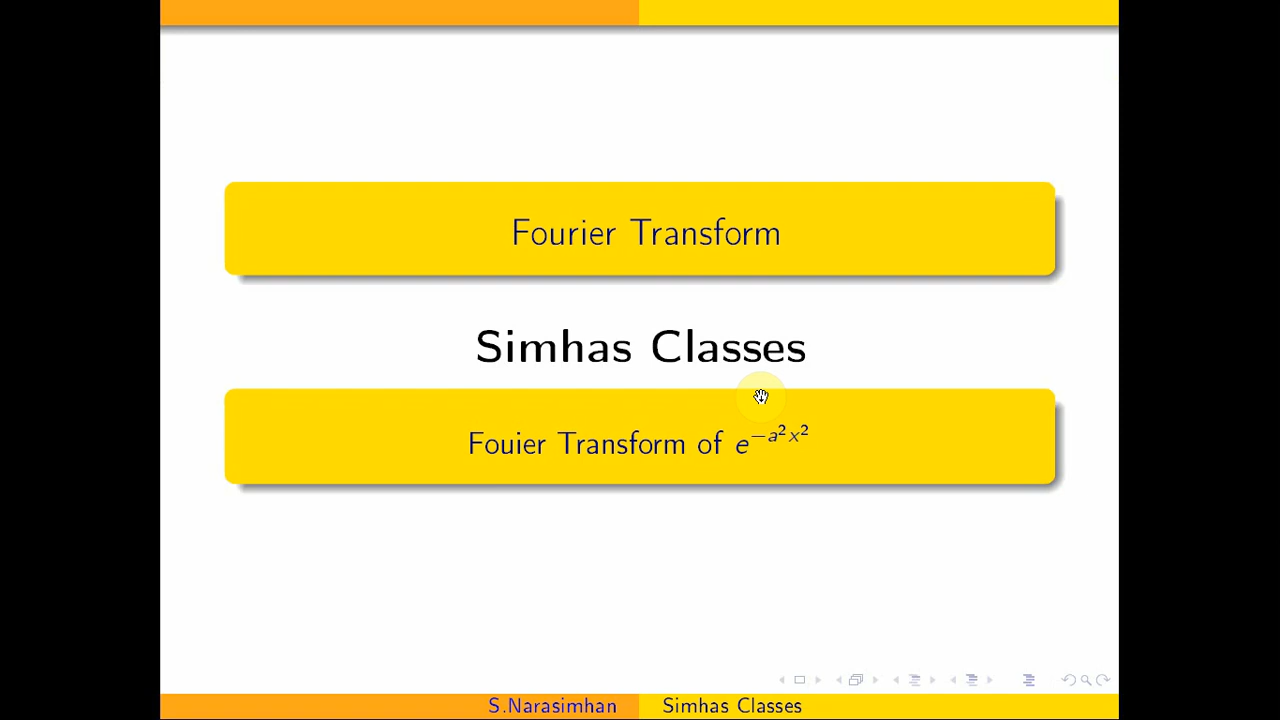 Fourier Transform
Simhas Classes
Fouier Transform of e^{-a^2x^2}
S.Narasimhan Simhas Classes